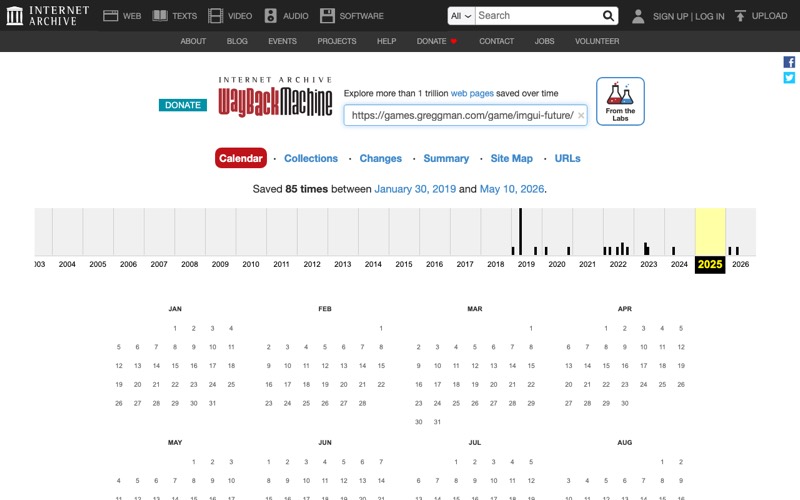 INTERNET ARCHIVE WEB TEXTS VIDEO AUDIO SOFTWARE All Search SIGN UP | LOG IN UPLOAD
ABOUT BLOG EVENTS PROJECTS HELP DONATE CONTACT JOBS VOLUNTEER
DONATE
INTERNET ARCHIVE
WayBackMachine
Explore more than 1 trillion web pages saved over time
https://games.greggman.com/game/imgui-future/ ×
From the Labs
Calendar · Collections · Changes · Summary · Site Map · URLs
Saved 85 times between January 30, 2019 and May 10, 2026.
003 2004 2005 2006 2007 2008 2009 2010 2011 2012 2013 2014 2015 2016 2017 2018 2019 2020 2021 2022 2023 2024 2025 2026
JAN FEB MAR APR
1 2 3 4 1 1 1 2 3 4 5
5 6 7 8 9 10 11 2 3 4 5 6 7 8 2 3 4 5 6 7 8 6 7 8 9 10 11 12
12 13 14 15 16 17 18 9 10 11 12 13 14 15 9 10 11 12 13 14 15 13 14 15 16 17 18 19
19 20 21 22 23 24 25 16 17 18 19 20 21 22 16 17 18 19 20 21 22 20 21 22 23 24 25 26
26 27 28 29 30 31 23 24 25 26 27 28 23 24 25 26 27 28 29 27 28 29 30
30 31
MAY JUN JUL AUG
1 2 3 1 2 3 4 5 6 7 1 2 3 4 5 1 2
4 5 6 7 8 9 10 8 9 10 11 12 13 14 6 7 8 9 10 11 12 3 4 5 6 7 8 9